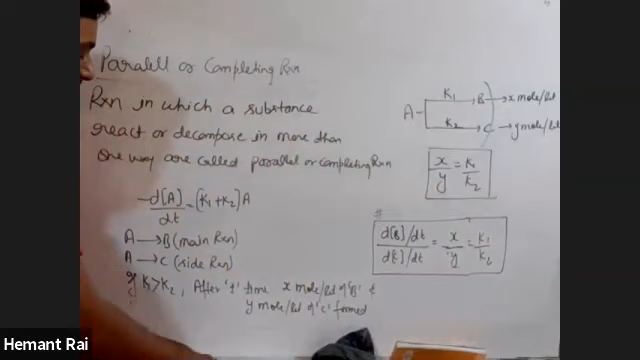 Paralell or Completing Rxn
Rxn in which a substance
react or decompose in more than
one way are called parallel or completing Rxn
-d[A]/dt = (K₁+K₂)A
A → B (main Rxn)
A → C (side Rxn)
If K₁>K₂, After 't' time x mole/lit of 'B' &
y mole/lit of 'c' formed
A
K₁ → B → x mole/lit
K₂ → C → y mole/lit
x/y = K₁/K₂
#
d[B]/dt / d[c]/dt = x/y = K₁/K₂
Hemant Rai